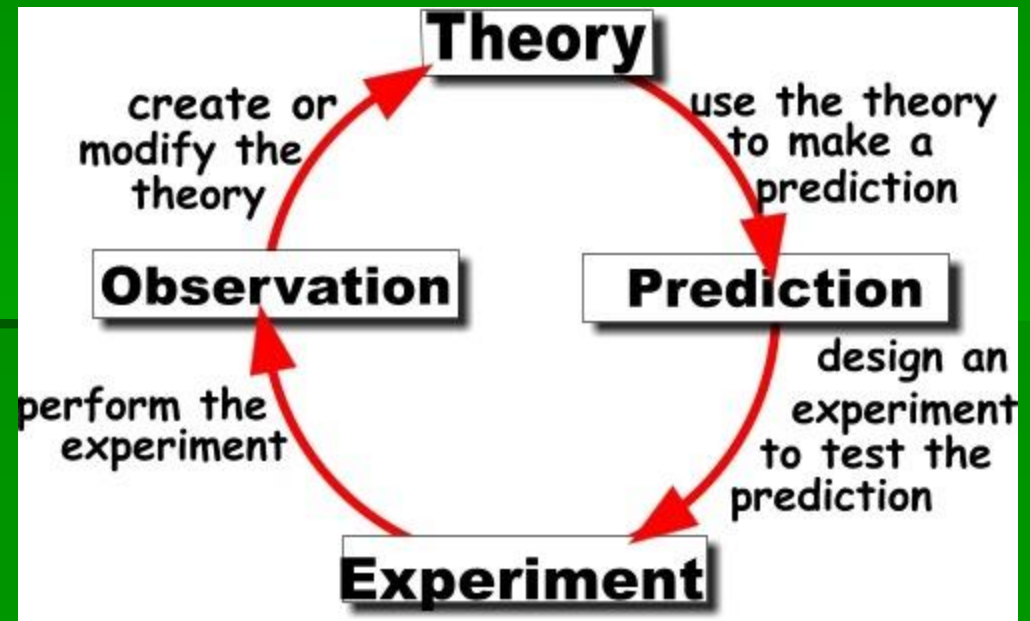 Theory
use the theory
to make a
prediction
Prediction
design an
experiment
to test the
prediction
Experiment
perform the
experiment
Observation
create or
modify the
theory